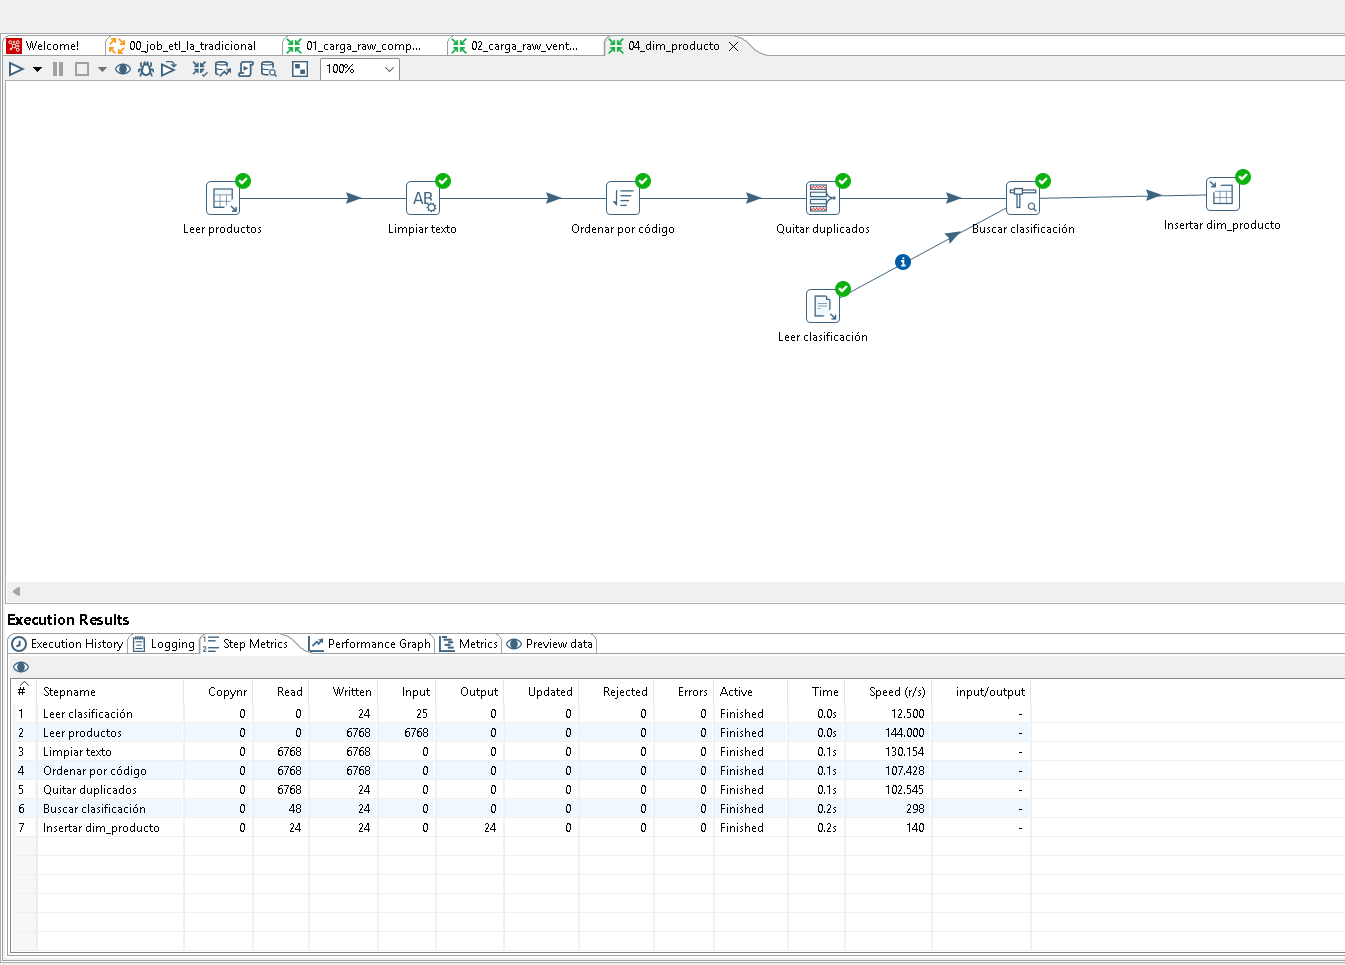 Welcome! 00_job_etl_la_tradicional 01_carga_raw_comp... 02_carga_raw_vent... 04_dim_producto
100%
Leer productos Limpiar texto Ordenar por código Quitar duplicados Buscar clasificación Insertar dim_producto
Leer clasificación
Execution Results
Execution History Logging Step Metrics Performance Graph Metrics Preview data
# Stepname Copynr Read Written Input Output Updated Rejected Errors Active Time Speed (r/s) input/output
1 Leer clasificación 0 0 24 25 0 0 0 0 Finished 0.0s 12.500 -
2 Leer productos 0 0 6768 6768 0 0 0 0 Finished 0.0s 144.000 -
3 Limpiar texto 0 6768 6768 0 0 0 0 0 Finished 0.1s 130.154 -
4 Ordenar por código 0 6768 6768 0 0 0 0 0 Finished 0.1s 107.428 -
5 Quitar duplicados 0 6768 24 0 0 0 0 0 Finished 0.1s 102.545 -
6 Buscar clasificación 0 48 24 0 0 0 0 0 Finished 0.2s 298 -
7 Insertar dim_producto 0 24 24 0 24 0 0 0 Finished 0.2s 140 -